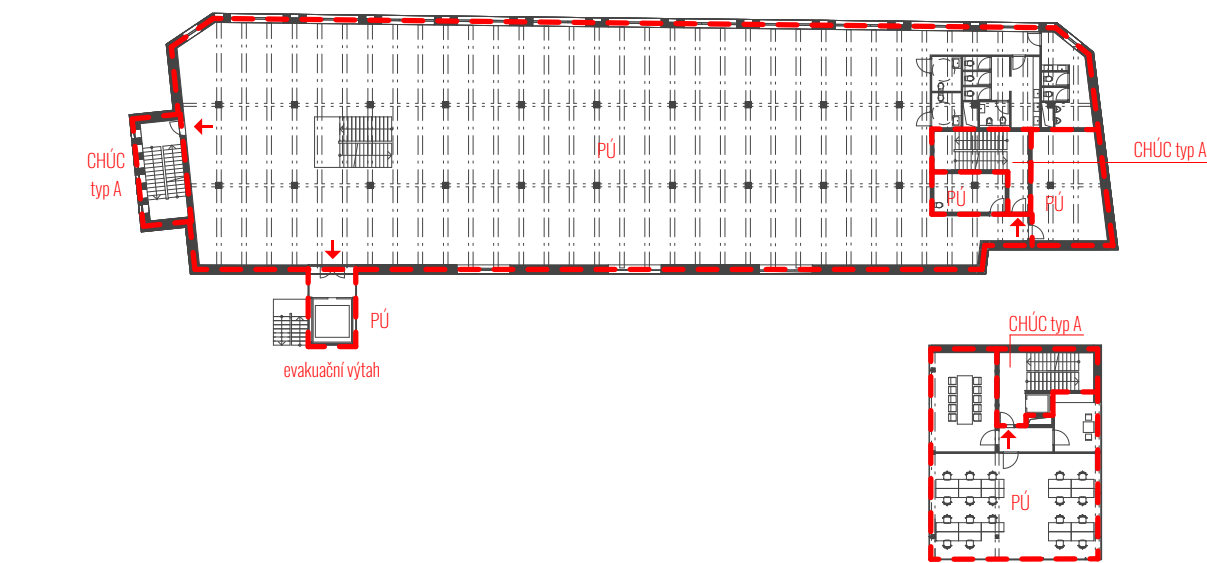 CHÚC
typ A
PÚ
CHÚC typ A
PÚ
PÚ
PÚ
evakuační výtah
CHÚC typ A
PÚ